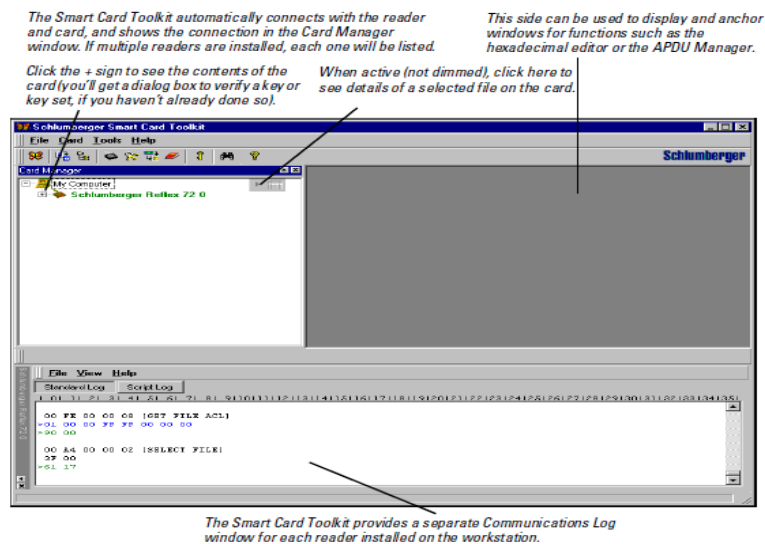 The Smart Card Toolkit automatically connects with the reader
and card, and shows the connection in the Card Manager
window. If multiple readers are installed, each one will be listed.
This side can be used to display and anchor
windows for functions such as the
hexadecimal editor or the APDU Manager.
Click the + sign to see the contents of the
card (you'll get a dialog box to verify a key or
key set, if you haven't already done so).
When active (not dimmed), click here to
see details of a selected file on the card.
Schlumberger Smart Card Toolkit
File Card Tools Help
Schlumberger
Card Manager
My Computer
Schlumberger Reflex 72 0
File View Help
Standard Log Script Log
00 FE 00 00 08 [GET FILE ACL]
>01 00 00 FF FF 00 00 00
>90 00
00 A4 00 00 02 [SELECT FILE]
3F 00
>61 17
Schlumberger Reflex 72 0
The Smart Card Toolkit provides a separate Communications Log
window for each reader installed on the workstation.